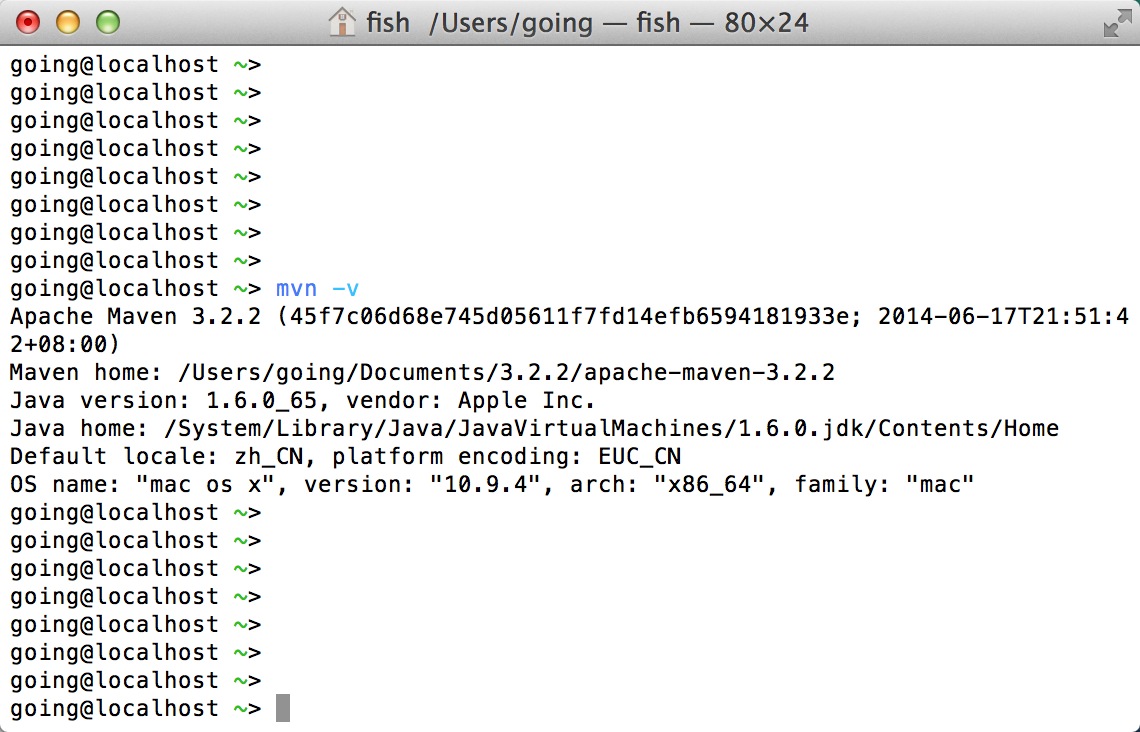 fish  /Users/going — fish — 80×24
going@localhost ~>
going@localhost ~>
going@localhost ~>
going@localhost ~>
going@localhost ~>
going@localhost ~>
going@localhost ~>
going@localhost ~>
going@localhost ~> mvn -v
Apache Maven 3.2.2 (45f7c06d68e745d05611f7fd14efb6594181933e; 2014-06-17T21:51:4
2+08:00)
Maven home: /Users/going/Documents/3.2.2/apache-maven-3.2.2
Java version: 1.6.0_65, vendor: Apple Inc.
Java home: /System/Library/Java/JavaVirtualMachines/1.6.0.jdk/Contents/Home
Default locale: zh_CN, platform encoding: EUC_CN
OS name: "mac os x", version: "10.9.4", arch: "x86_64", family: "mac"
going@localhost ~>
going@localhost ~>
going@localhost ~>
going@localhost ~>
going@localhost ~>
going@localhost ~>
going@localhost ~>
going@localhost ~>